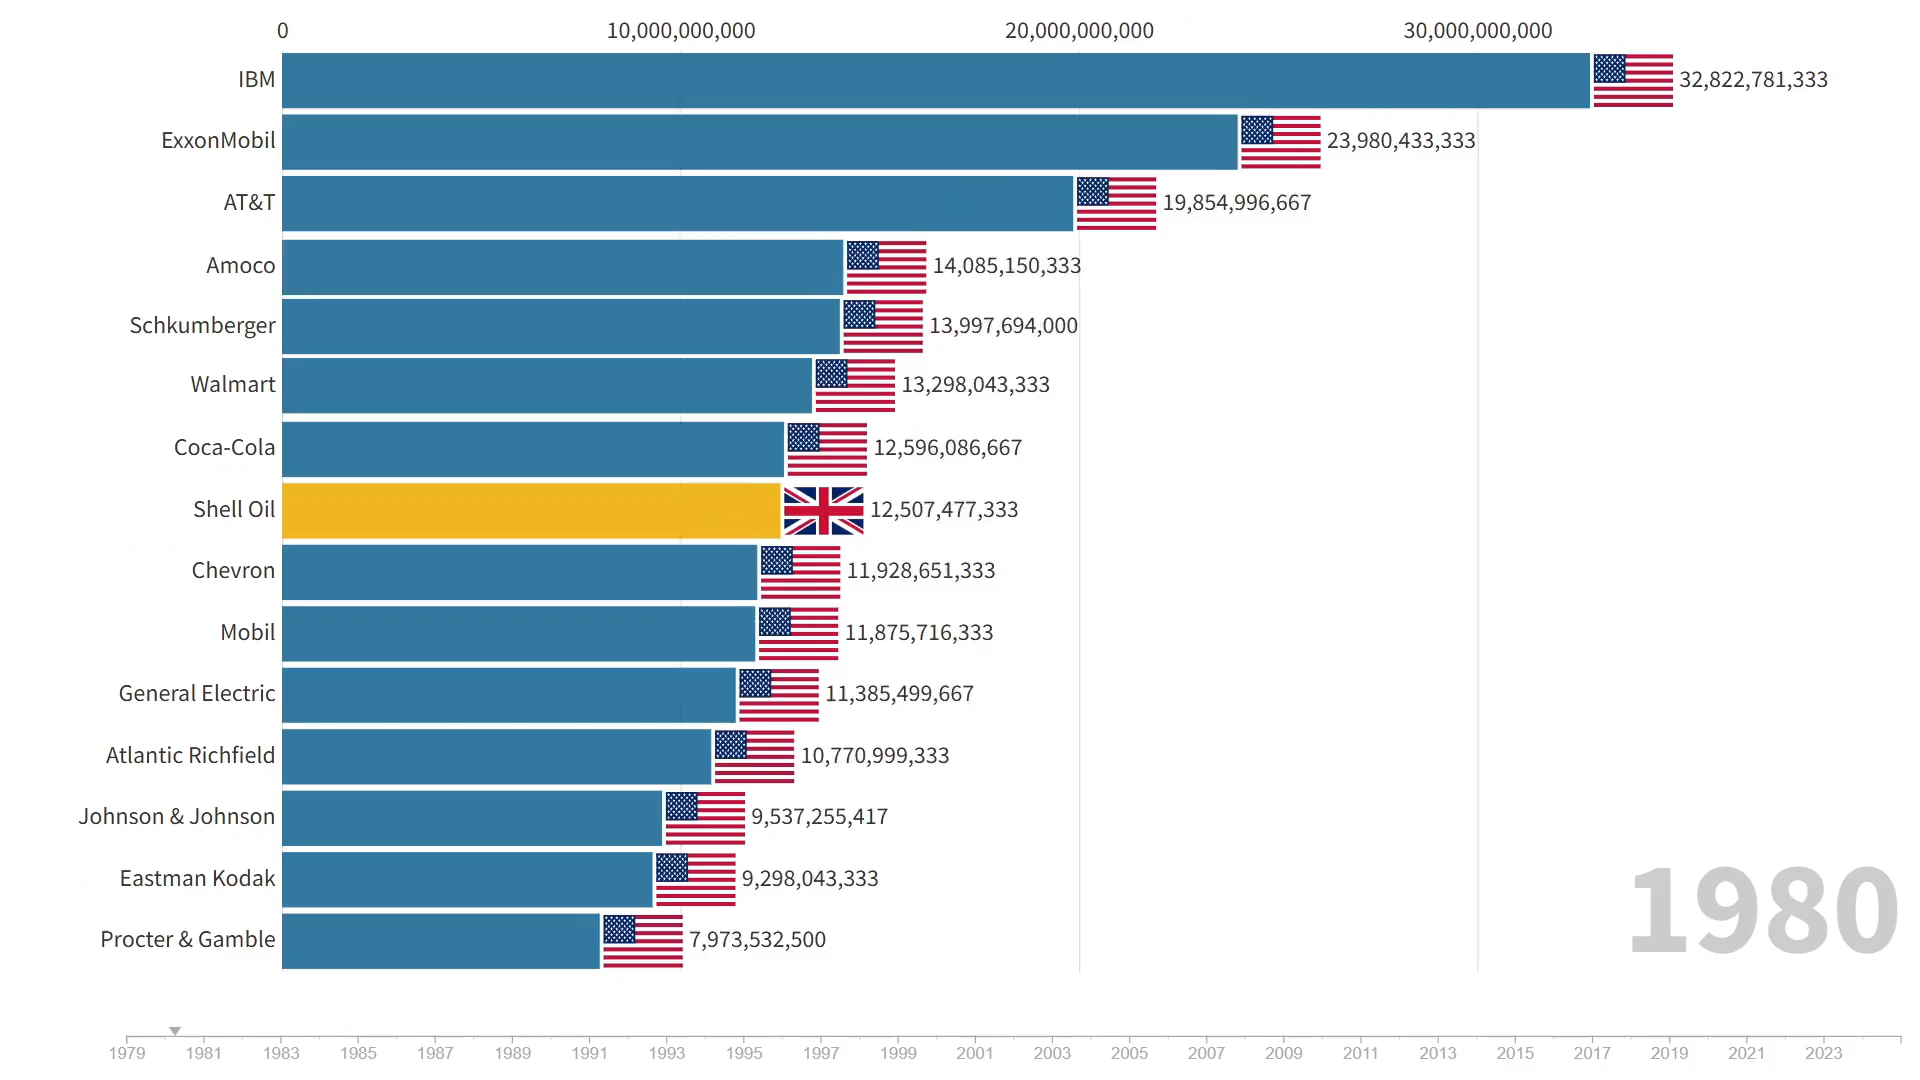 0 10,000,000,000 20,000,000,000 30,000,000,000
IBM 32,822,781,333
ExxonMobil 23,980,433,333
AT&T 19,854,996,667
Amoco 14,085,150,333
Schkumberger 13,997,694,000
Walmart 13,298,043,333
Coca-Cola 12,596,086,667
Shell Oil 12,507,477,333
Chevron 11,928,651,333
Mobil 11,875,716,333
General Electric 11,385,499,667
Atlantic Richfield 10,770,999,333
Johnson & Johnson 9,537,255,417
Eastman Kodak 9,298,043,333
Procter & Gamble 7,973,532,500
1980
1979 1981 1983 1985 1987 1989 1991 1993 1995 1997 1999 2001 2003 2005 2007 2009 2011 2013 2015 2017 2019 2021 2023